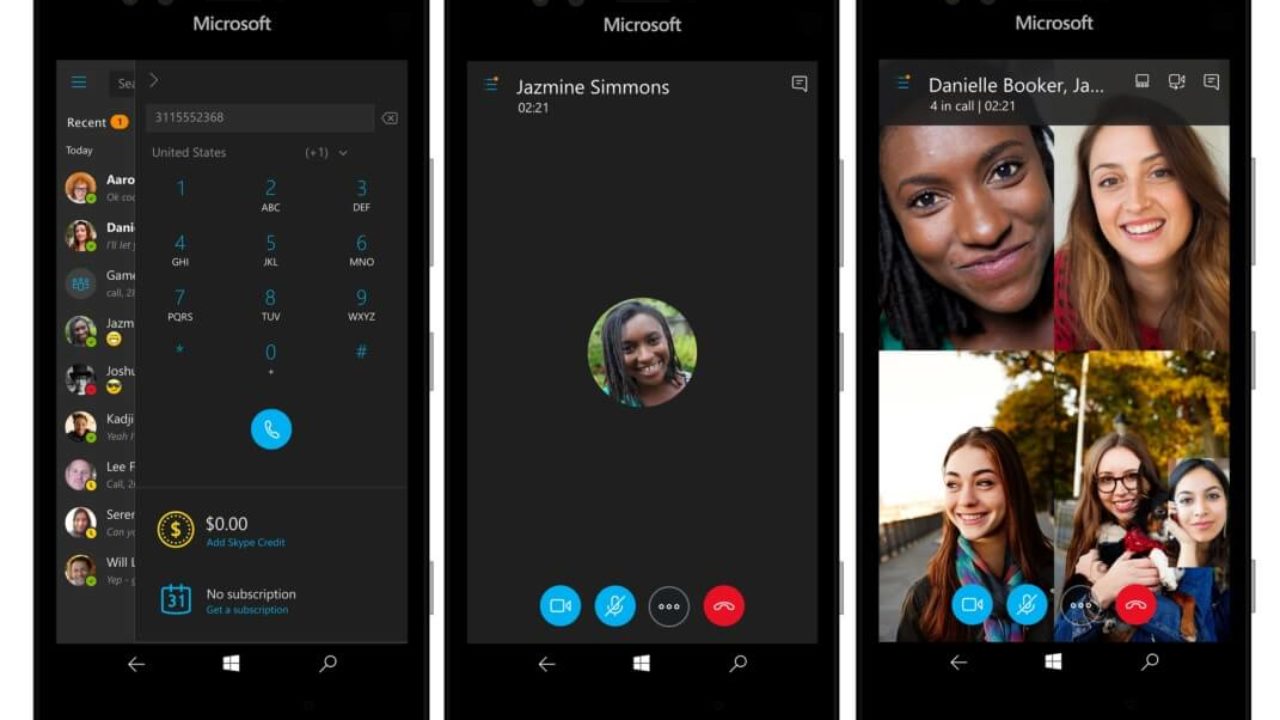 Microsoft
Sea
Recent 1
Today
Aaro
Ok coo
Dani
I'll let
Game
call, 2
Jazm
Joshu
Kadji
Yeah
Lee F
Call, 2
Serer
Can yo
Will L
Yep - g
3115552368
United States (+1)
1 2 3
ABC DEF
4 5 6
GHI JKL MNO
7 8 9
PQRS TUV WXYZ
* 0 #
+
$
$0.00
Add Skype Credit
31
No subscription
Get a subscription
Microsoft
Jazmine Simmons
02:21
Microsoft
Danielle Booker, Ja...
4 in call | 02:21